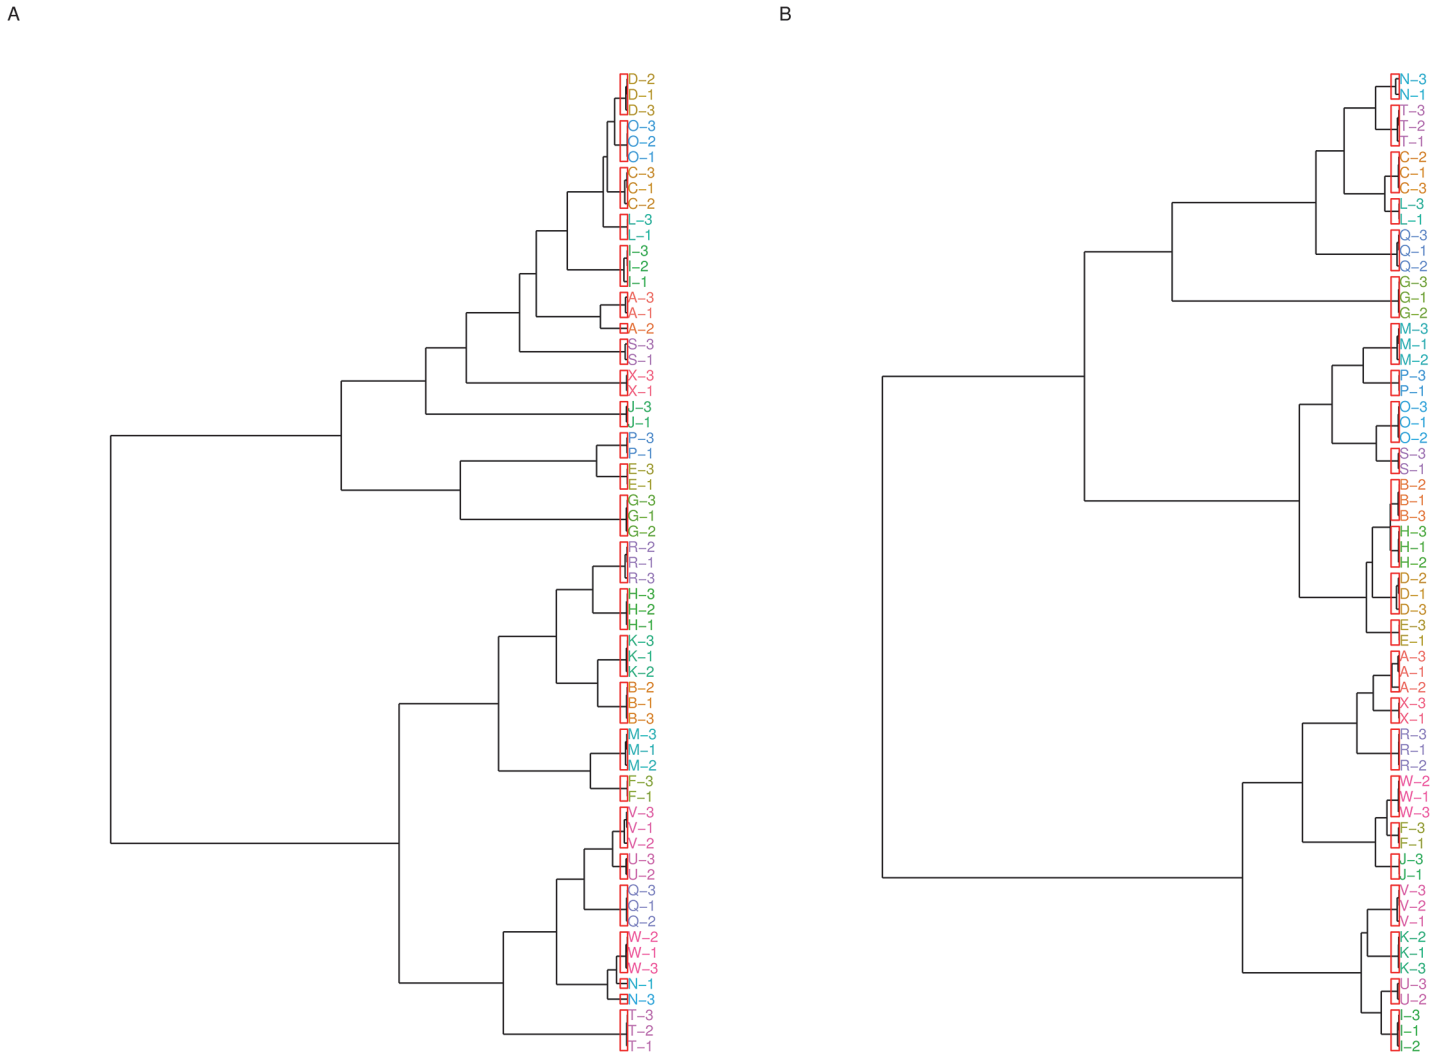 A
D−2
D−1
D−3
O−3
O−2
O−1
C−3
C−1
C−2
L−3
L−1
I−3
I−2
I−1
A−3
A−1
A−2
S−3
S−1
X−3
X−1
J−3
J−1
P−3
P−1
E−3
E−1
G−3
G−1
G−2
R−2
R−1
R−3
H−3
H−2
H−1
K−3
K−1
K−2
B−2
B−1
B−3
M−3
M−1
M−2
F−3
F−1
V−3
V−1
V−2
U−3
U−2
Q−3
Q−1
Q−2
W−2
W−1
W−3
N−1
N−3
T−3
T−2
T−1
B
N−3
N−1
T−3
T−2
T−1
C−2
C−1
C−3
L−3
L−1
Q−3
Q−1
Q−2
G−3
G−1
G−2
M−3
M−1
M−2
P−3
P−1
O−3
O−1
O−2
S−3
S−1
B−2
B−1
B−3
H−3
H−1
H−2
D−2
D−1
D−3
E−3
E−1
A−3
A−1
A−2
X−3
X−1
R−3
R−1
R−2
W−2
W−1
W−3
F−3
F−1
J−3
J−1
V−3
V−2
V−1
K−2
K−1
K−3
U−3
U−2
I−3
I−1
I−2